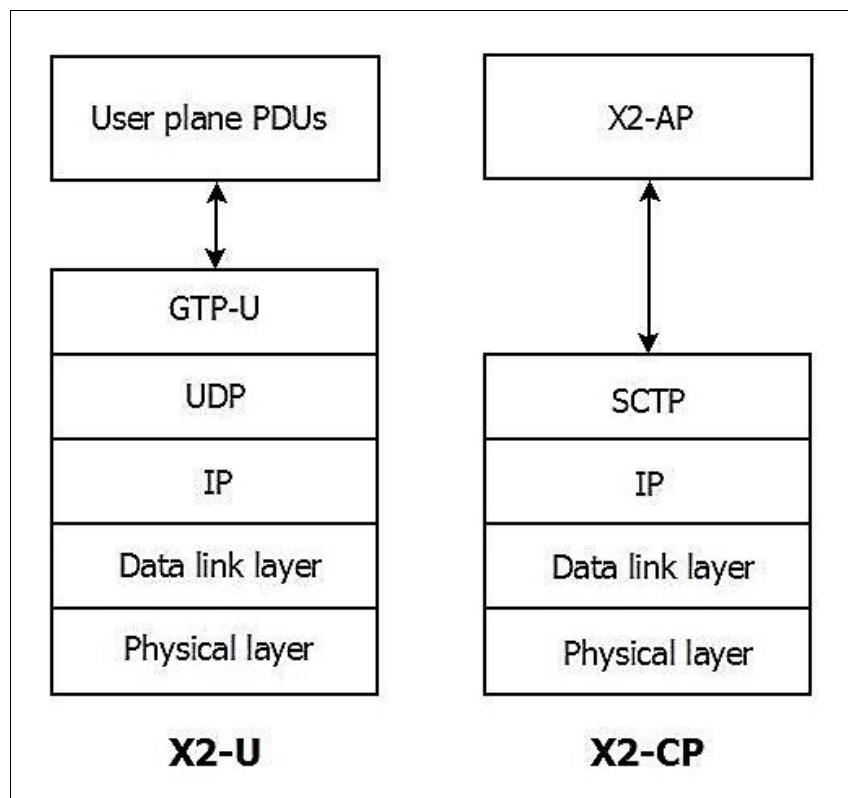 User plane PDUs
GTP-U
UDP
IP
Data link layer
Physical layer
X2-U
X2-AP
SCTP
IP
Data link layer
Physical layer
X2-CP